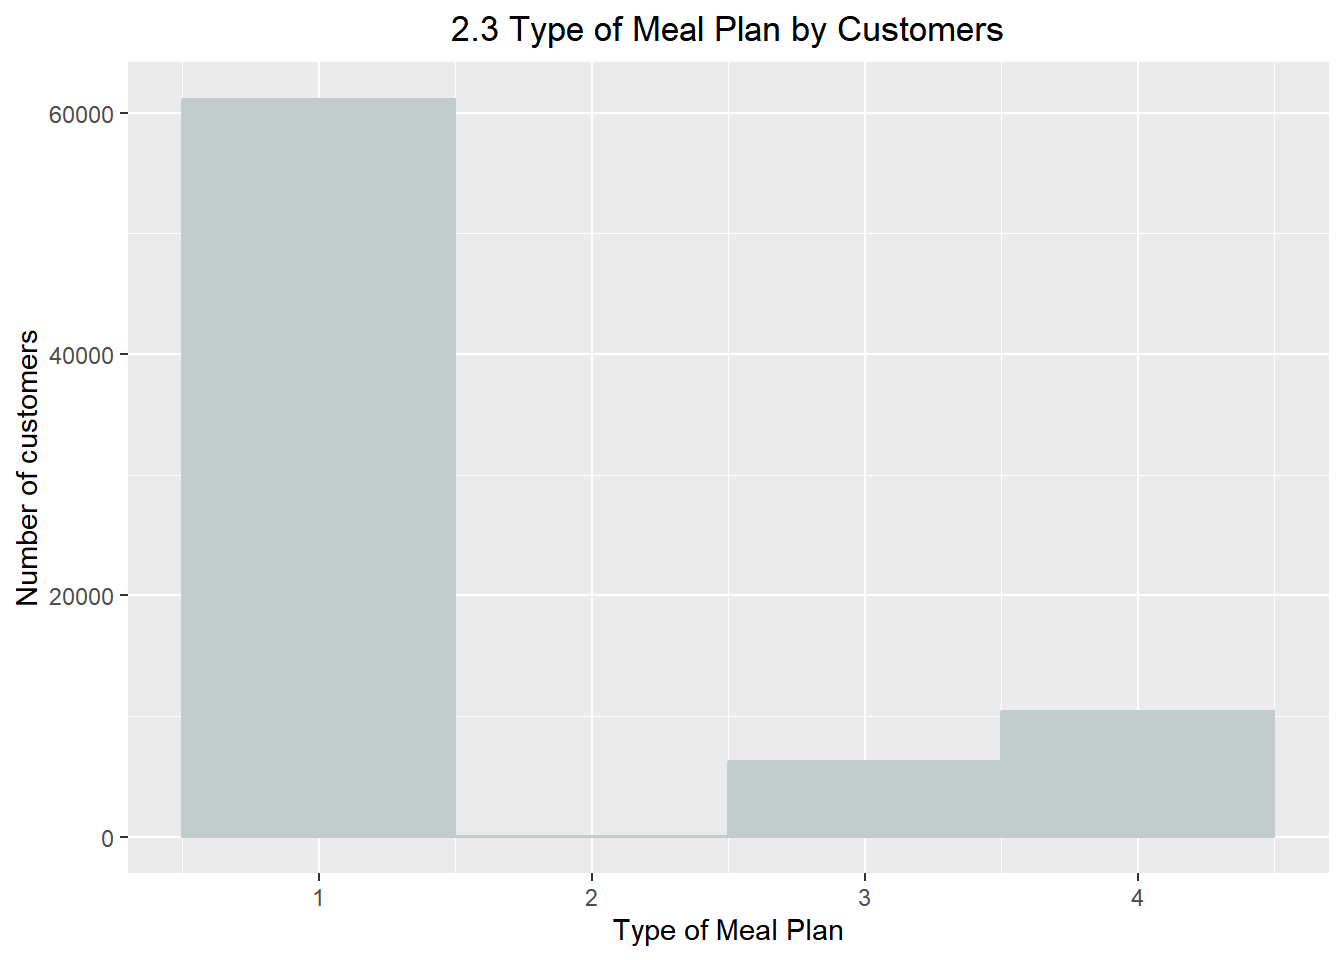 2.3 Type of Meal Plan by Customers
Number of customers
60000
40000
20000
0
1 2 3 4
Type of Meal Plan